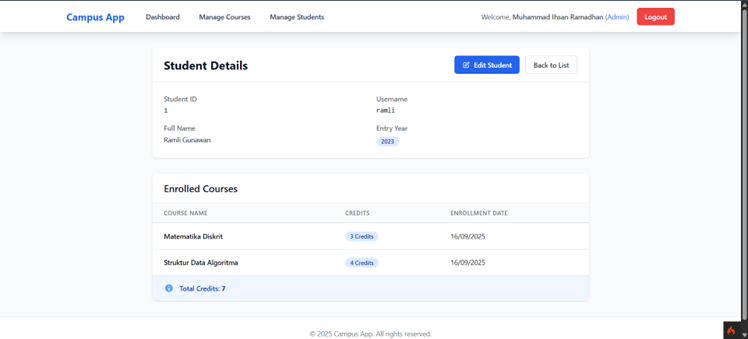 Campus App Dashboard Manage Courses Manage Students Welcome, Muhammad Ihsan Ramadhan (Admin) Logout
Student Details Edit Student Back to List
Student ID Username
1 ramli
Full Name Entry Year
Ramli Gunawan 2023
Enrolled Courses
COURSE NAME CREDITS ENROLLMENT DATE
Matematika Diskrit 3 Credits 16/09/2025
Struktur Data Algoritma 4 Credits 16/09/2025
Total Credits: 7
© 2025 Campus App. All rights reserved.